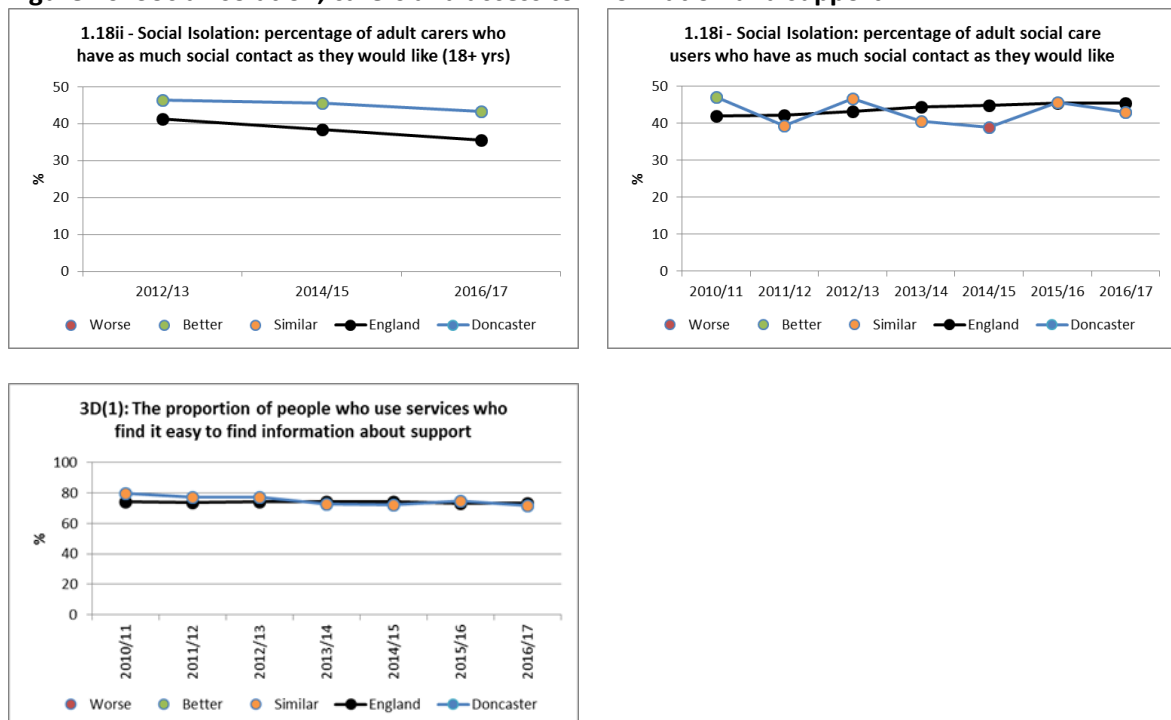 1.18ii - Social Isolation: percentage of adult carers who
have as much social contact as they would like (18+ yrs)
50
40
30
20
10
0
%
2012/13 2014/15 2016/17
Worse Better Similar England Doncaster
1.18i - Social Isolation: percentage of adult social care
users who have as much social contact as they would like
50
40
30
20
10
0
%
2010/11 2011/12 2012/13 2013/14 2014/15 2015/16 2016/17
Worse Better Similar England Doncaster
3D(1): The proportion of people who use services who
find it easy to find information about support
100
80
60
40
20
0
%
2010/11 2011/12 2012/13 2013/14 2014/15 2015/16 2016/17
Worse Better Similar England Doncaster